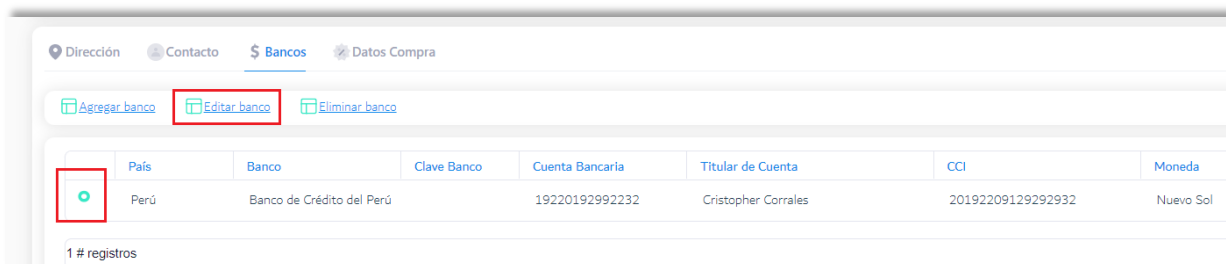 Dirección Contacto $ Bancos Datos Compra
Agregar banco Editar banco Eliminar banco
País Banco Clave Banco Cuenta Bancaria Titular de Cuenta CCI Moneda
Perú Banco de Crédito del Perú 19220192992232 Cristopher Corrales 20192209129292932 Nuevo Sol
1 # registros